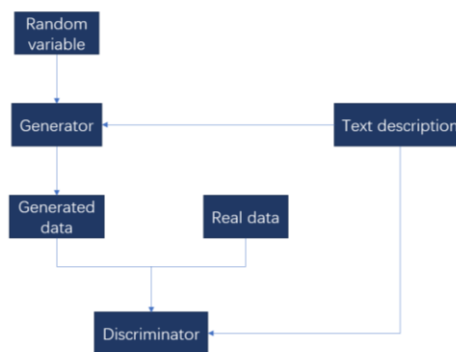 Random
variable
Generator
Text description
Generated
data
Real data
Discriminator